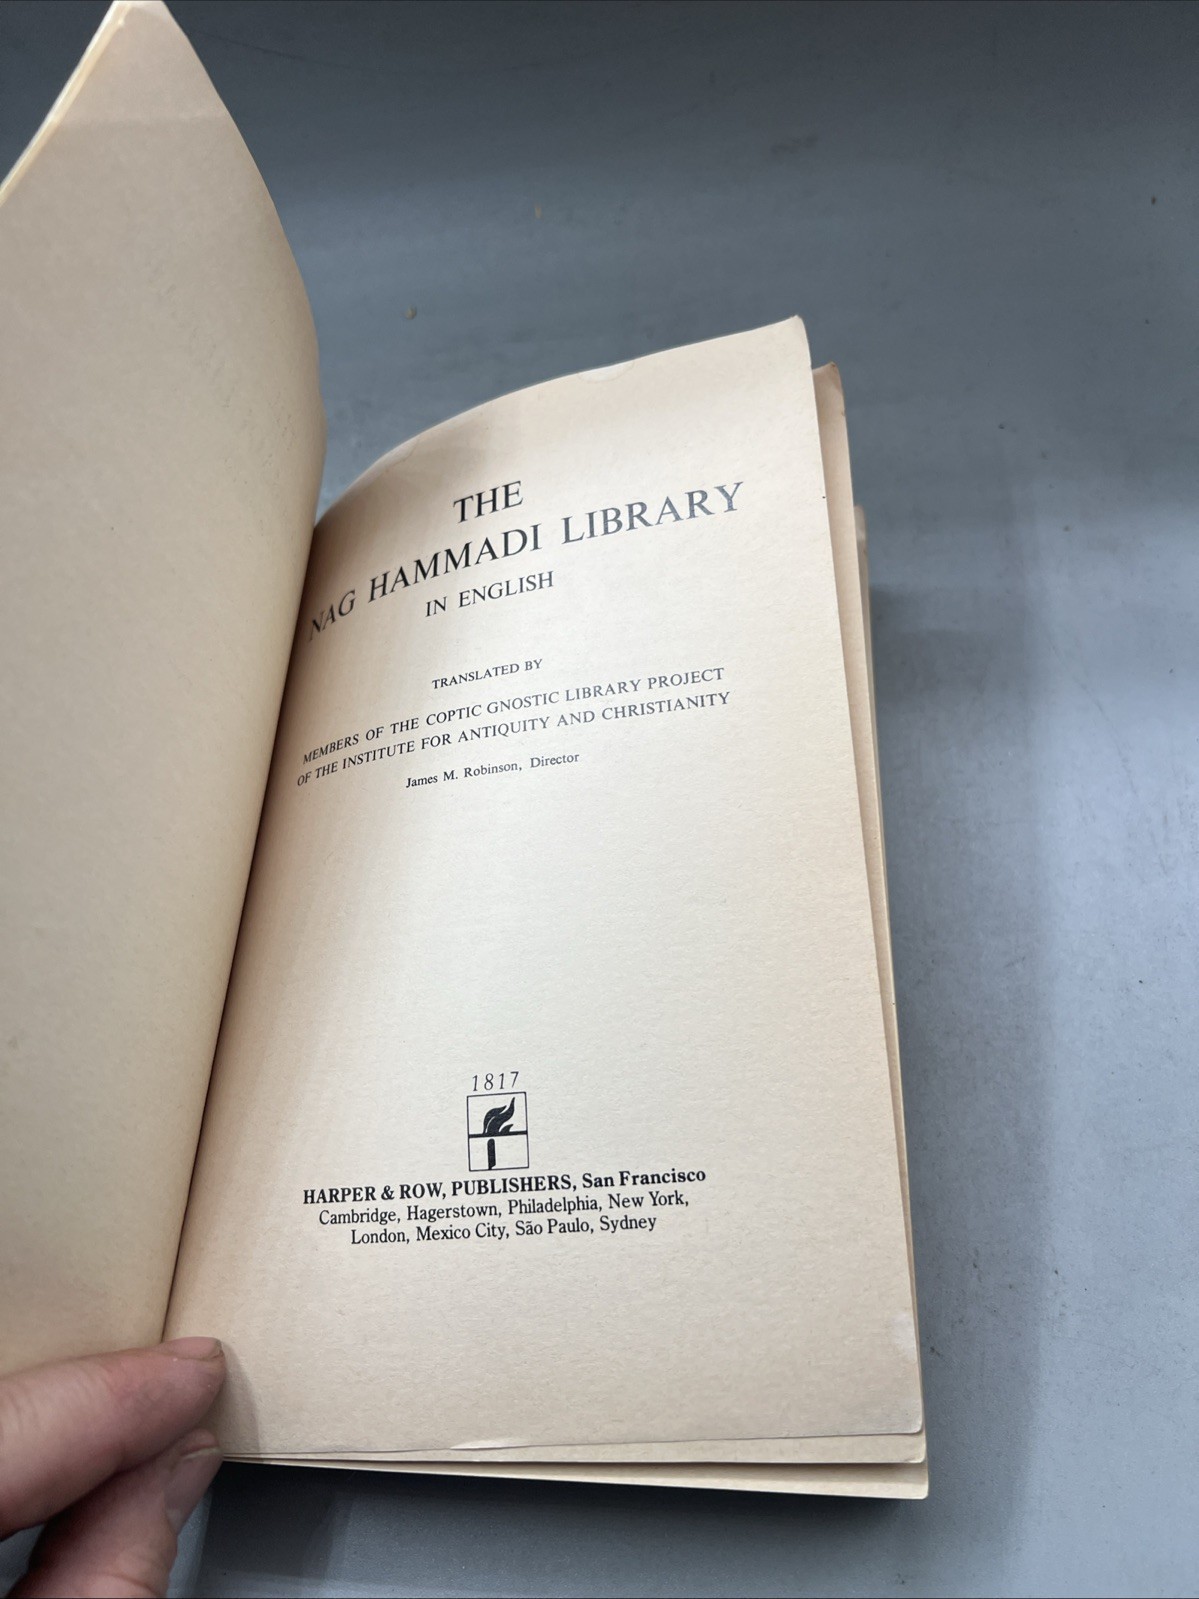 THE
NAG HAMMADI LIBRARY
IN ENGLISH
TRANSLATED BY
MEMBERS OF THE COPTIC GNOSTIC LIBRARY PROJECT
OF THE INSTITUTE FOR ANTIQUITY AND CHRISTIANITY
James M. Robinson, Director
1817
HARPER & ROW, PUBLISHERS, San Francisco
Cambridge, Hagerstown, Philadelphia, New York,
London, Mexico City, São Paulo, Sydney